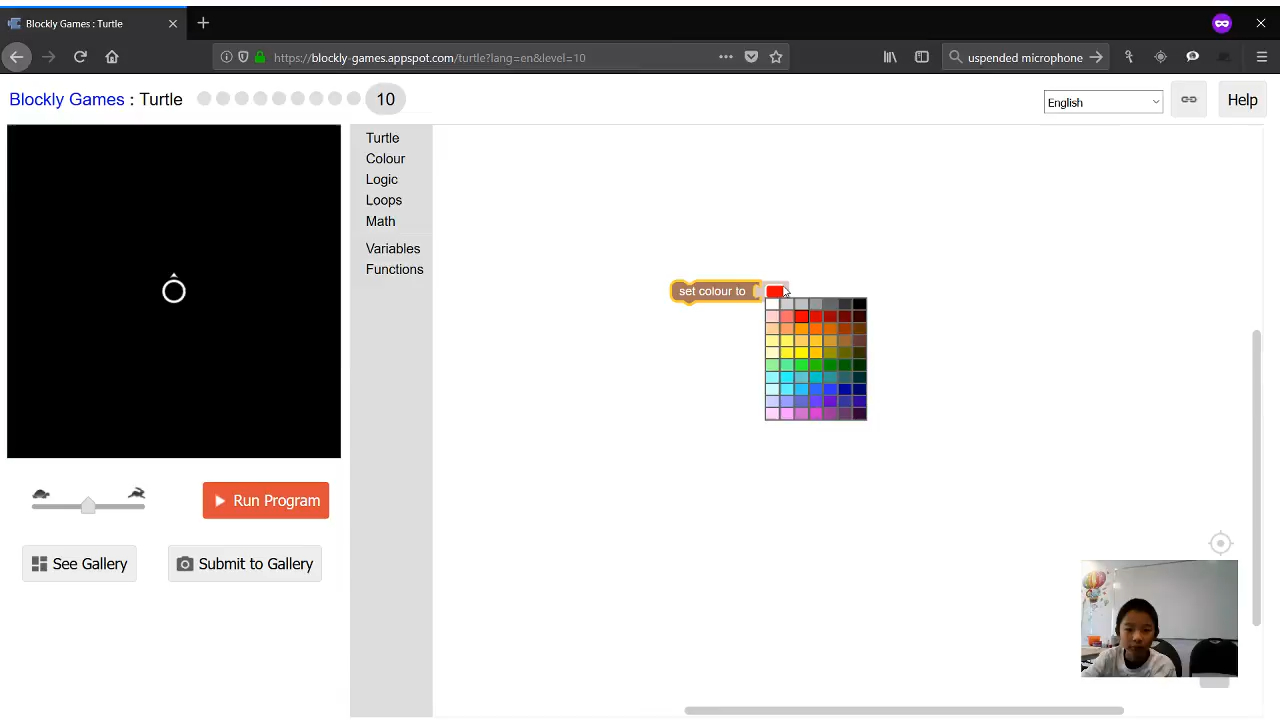 Blockly Games : Turtle
https://blockly-games.appspot.com/turtle?lang=en&level=10
uspended microphone
Blockly Games : Turtle
10
English
Help
Turtle
Colour
Logic
Loops
Math
Variables
Functions
set colour to
Run Program
See Gallery
Submit to Gallery